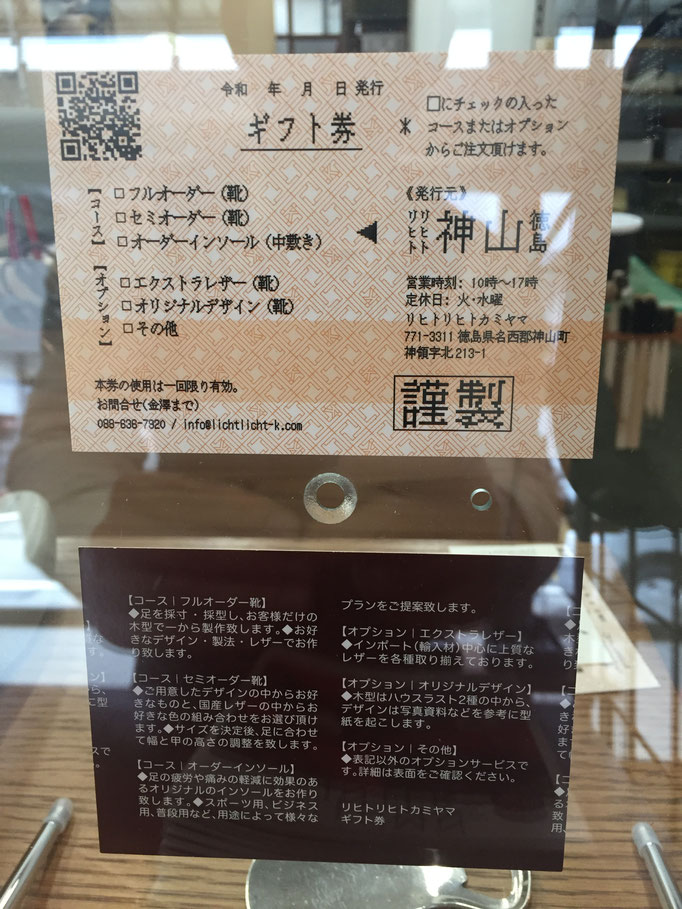 令和 年 月 日発行
ギフト券
* □にチェックの入った
コースまたはオプション
からご注文頂けます。
【コース】
□フルオーダー(靴)
□セミオーダー(靴)
□オーダーインソール(中敷き)
【オプション】
□エクストラレザー(靴)
□オリジナルデザイン(靴)
□その他
◀
《発行元》
リヒト
リヒト
神山
徳島
営業時刻: 10時〜17時
定休日: 火・水曜
リヒトリヒトカミヤマ
771-3311 徳島県名西郡神山町
神領字北213-1
本券の使用は一回限り有効。
お問合せ(金澤まで)
088-636-7820 / info@lichtlicht-k.com
謹製
【コース | フルオーダー靴】
◆足を採寸・採型し、お客様だけの
木型で一から製作致します。◆お好
きなデザイン・製法・レザーでお作
り致します。
【コース | セミオーダー靴】
◆ご用意したデザインの中からお好
きなものと、国産レザーの中からお
好きな色の組み合わせをお選び頂け
ます。◆サイズを決定後、足に合わせ
て幅と甲の高さの調整を致します。
【コース | オーダーインソール】
◆足の疲労や痛みの軽減に効果のあ
るオリジナルのインソールをお作り
致します。◆スポーツ用、ビジネス
用、普段用など、用途によって様々な
プランをご提案致します。
【オプション | エクストラレザー】
◆インポート(輸入材)中心に上質な
レザーを各種取り揃えております。
【オプション | オリジナルデザイン】
◆木型はハウスラスト2種の中から、
デザインは写真資料などを参考に型
紙を起こします。
【オプション | その他】
◆表記以外のオプションサービスで
す。詳細は表面をご確認ください。
リヒトリヒトカミヤマ
ギフト券